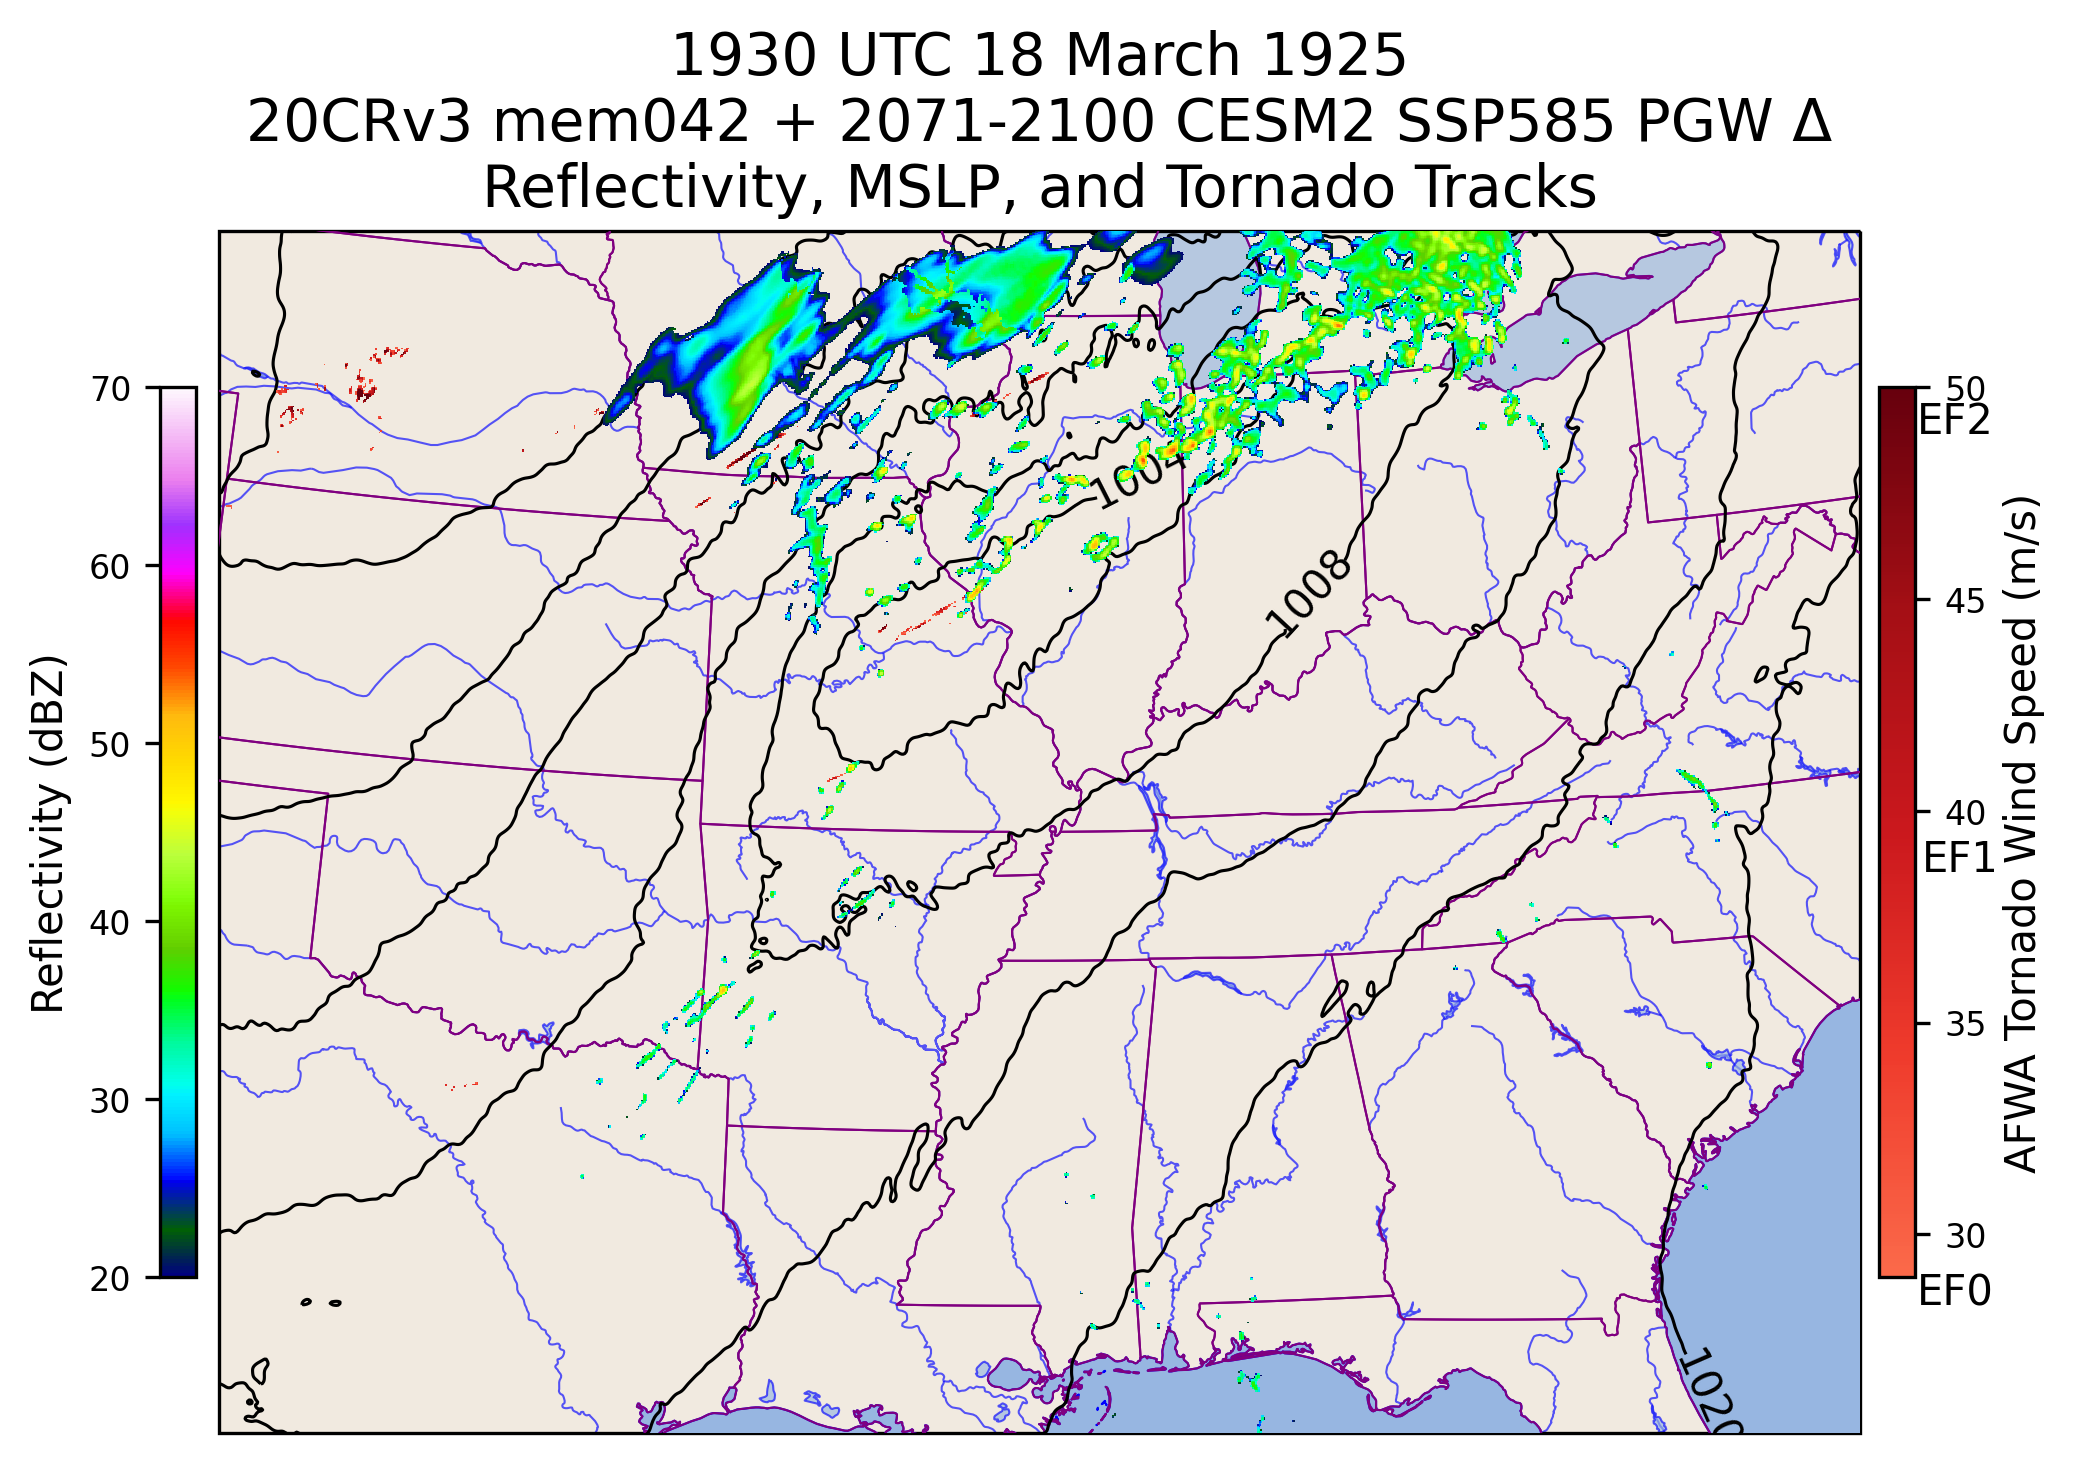 1930 UTC 18 March 1925
20CRv3 mem042 + 2071-2100 CESM2 SSP585 PGW Δ
Reflectivity, MSLP, and Tornado Tracks
70
60
50
40
30
20
Reflectivity (dBZ)
1004
1008
1020
50
EF2
45
40
EF1
35
30
EF0
AFWA Tornado Wind Speed (m/s)